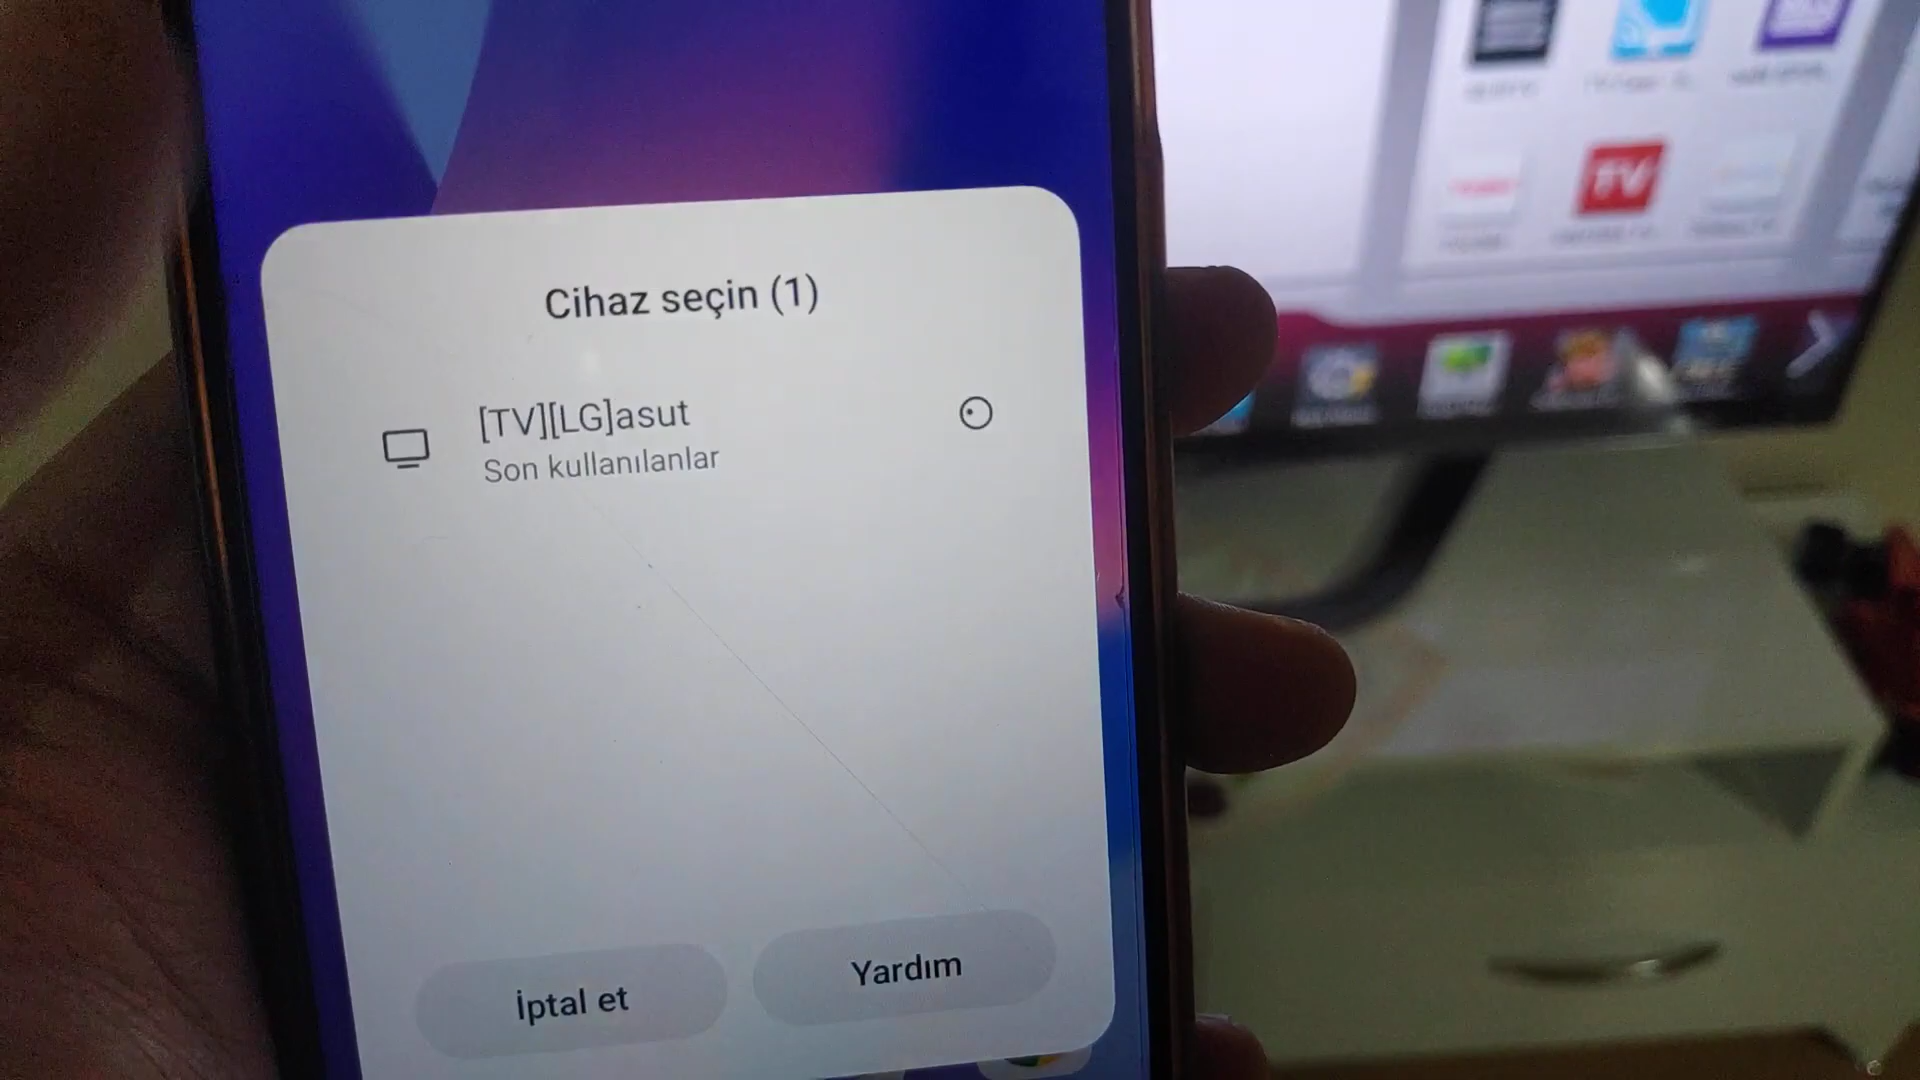 Cihaz seçin (1)
[TV][LG]asut
Son kullanılanlar
İptal et
Yardım
TV